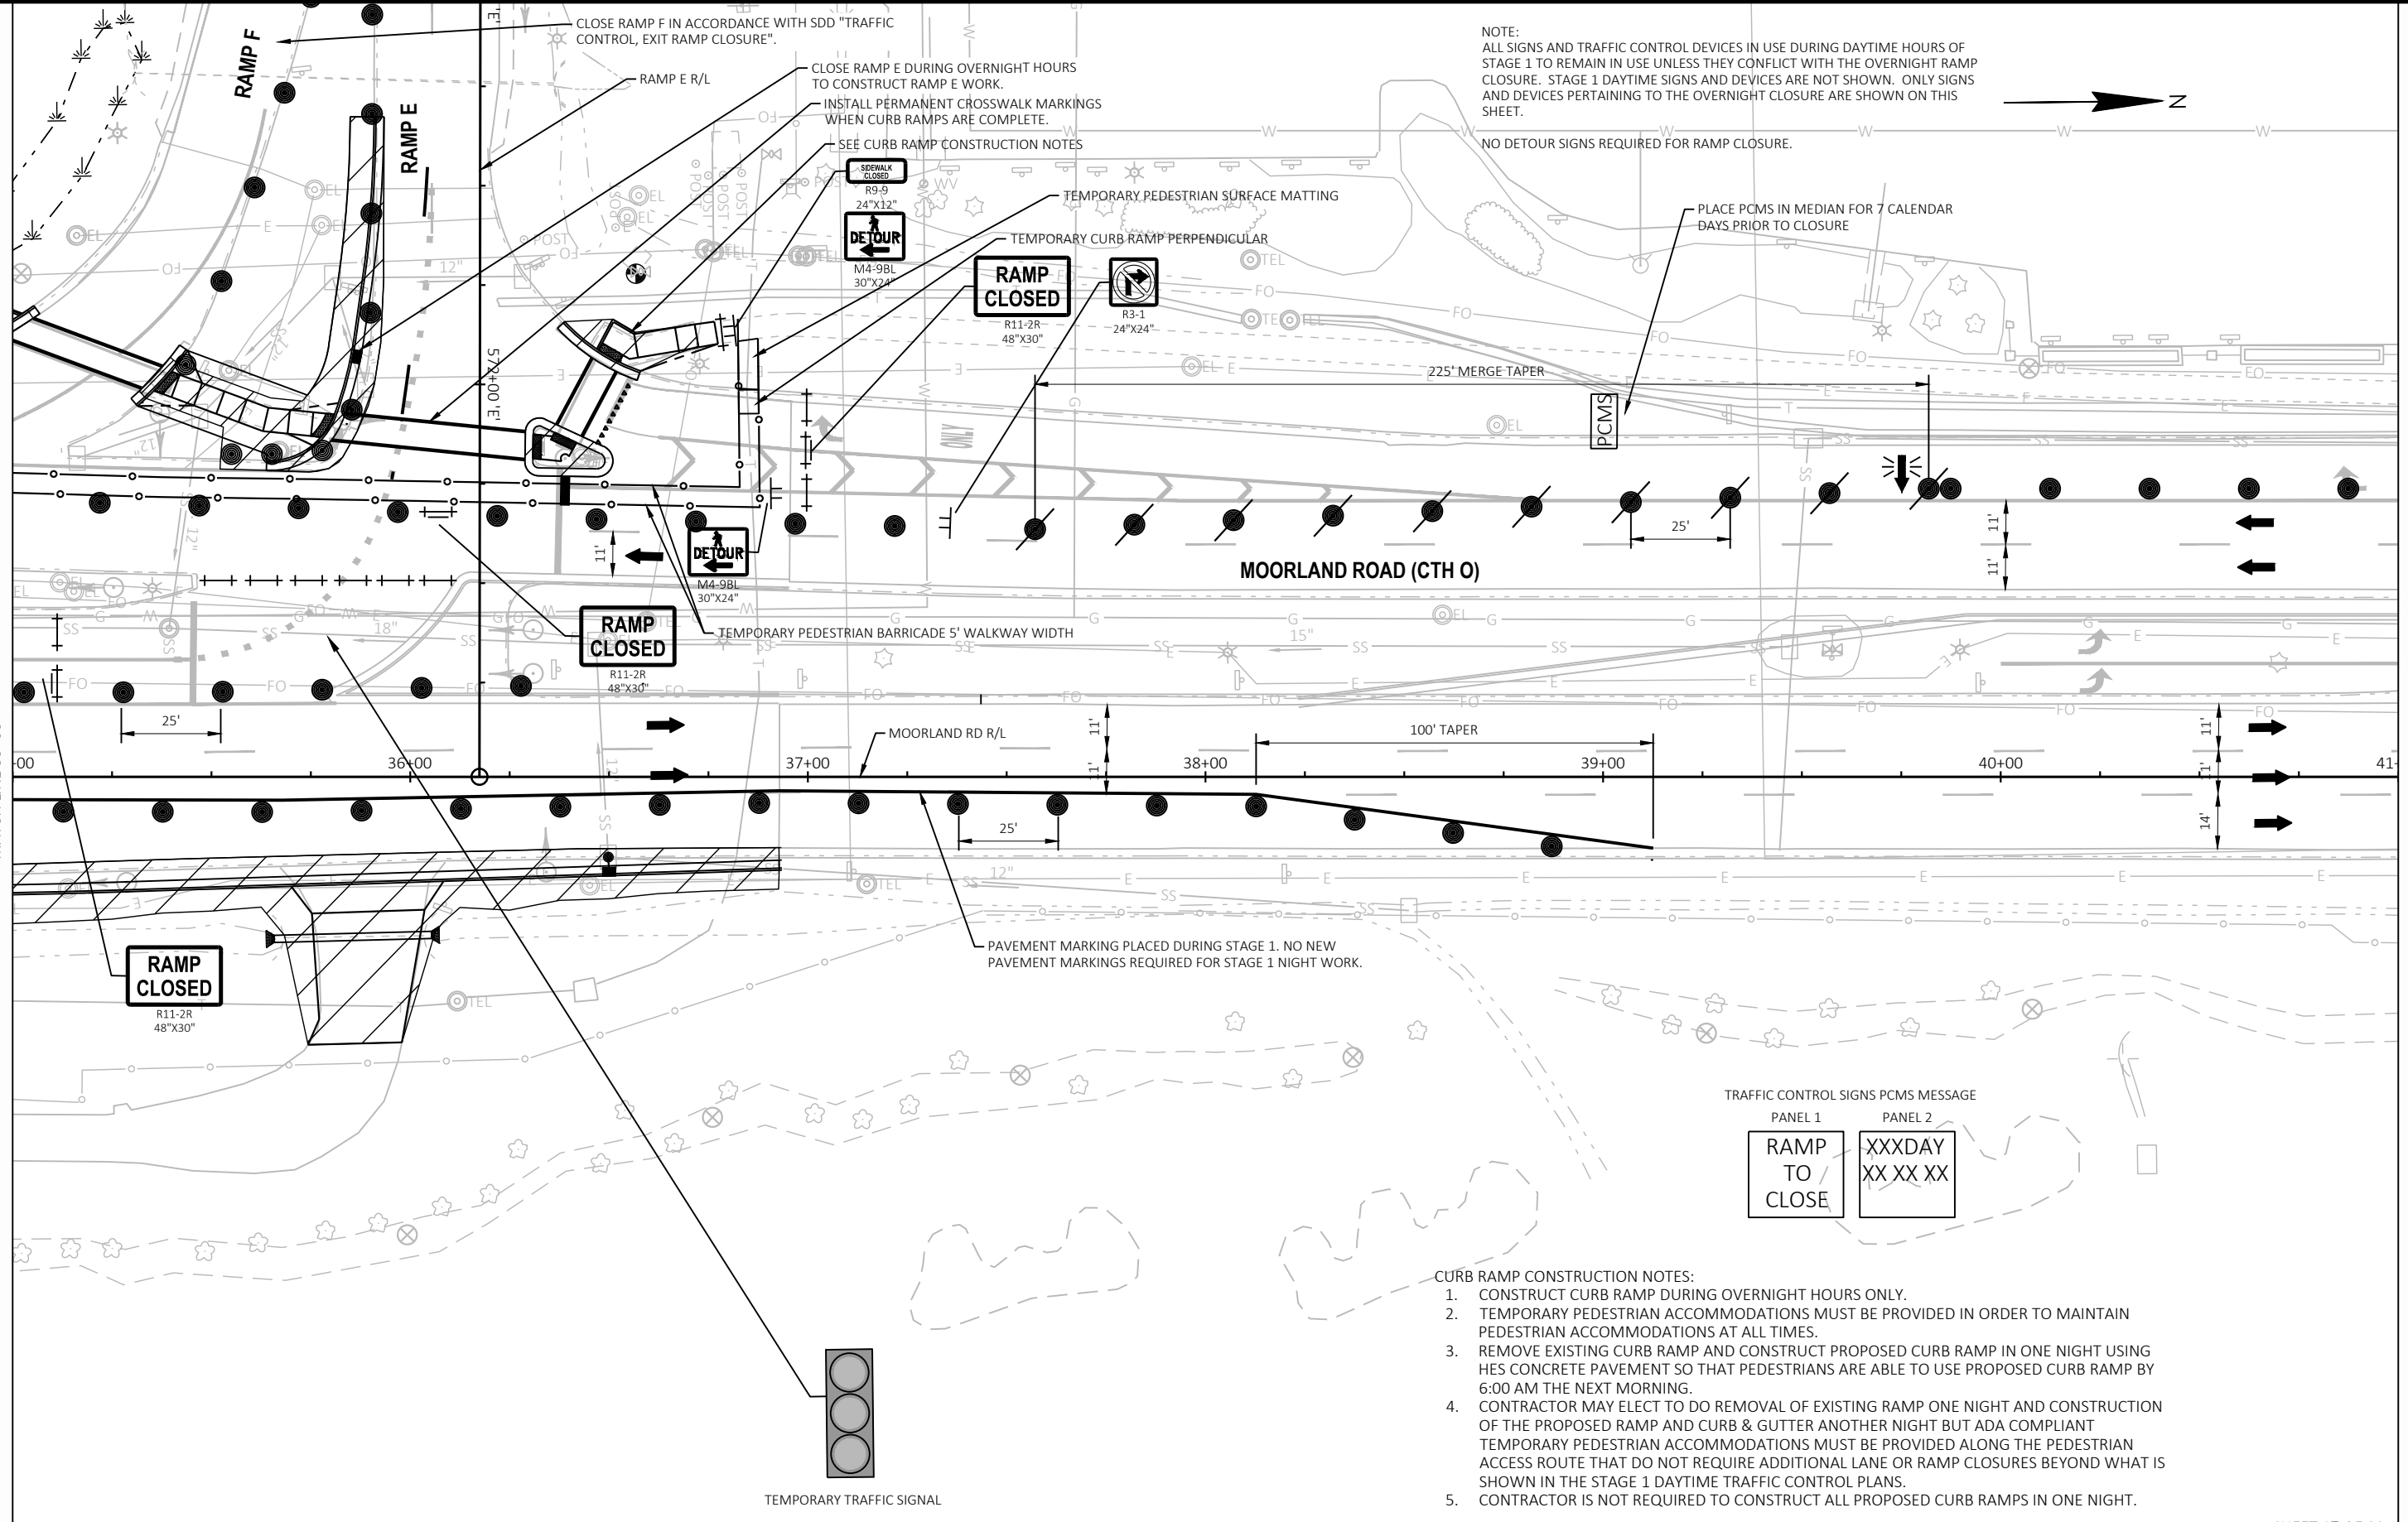 CLOSE RAMP F IN ACCORDANCE WITH SDD "TRAFFIC
CONTROL, EXIT RAMP CLOSURE".
RAMP F
RAMP E
RAMP E R/L
CLOSE RAMP E DURING OVERNIGHT HOURS
TO CONSTRUCT RAMP E WORK.
INSTALL PERMANENT CROSSWALK MARKINGS
WHEN CURB RAMPS ARE COMPLETE.
SEE CURB RAMP CONSTRUCTION NOTES
SIDEWALK
CLOSED
R9-9
24"X12"
DETOUR
M4-9BL
30"X24"
TEMPORARY PEDESTRIAN SURFACE MATTING
TEMPORARY CURB RAMP PERPENDICULAR
RAMP
CLOSED
R11-2R
48"X30"
R3-1
24"X24"
NOTE:
ALL SIGNS AND TRAFFIC CONTROL DEVICES IN USE DURING DAYTIME HOURS OF
STAGE 1 TO REMAIN IN USE UNLESS THEY CONFLICT WITH THE OVERNIGHT RAMP
CLOSURE. STAGE 1 DAYTIME SIGNS AND DEVICES ARE NOT SHOWN. ONLY SIGNS
AND DEVICES PERTAINING TO THE OVERNIGHT CLOSURE ARE SHOWN ON THIS
SHEET.
NO DETOUR SIGNS REQUIRED FOR RAMP CLOSURE.
N
PLACE PCMS IN MEDIAN FOR 7 CALENDAR
DAYS PRIOR TO CLOSURE
PCMS
225' MERGE TAPER
572+00 'E'
'E'
25'
11'
11'
11'
MOORLAND ROAD (CTH O)
DETOUR
M4-9BL
30"X24"
TEMPORARY PEDESTRIAN BARRICADE 5' WALKWAY WIDTH
RAMP
CLOSED
R11-2R
48"X30"
12"
12"
12"
18"
15"
12"
12"
25'
MOORLAND RD R/L
100' TAPER
11'
11'
11'
11'
14'
36+00
37+00
38+00
39+00
40+00
25'
PAVEMENT MARKING PLACED DURING STAGE 1. NO NEW
PAVEMENT MARKINGS REQUIRED FOR STAGE 1 NIGHT WORK.
RAMP
CLOSED
R11-2R
48"X30"
TRAFFIC CONTROL SIGNS PCMS MESSAGE
PANEL 1
PANEL 2
RAMP
TO
CLOSE
XXXDAY
XX XX XX
TEMPORARY TRAFFIC SIGNAL
CURB RAMP CONSTRUCTION NOTES:
1. CONSTRUCT CURB RAMP DURING OVERNIGHT HOURS ONLY.
2. TEMPORARY PEDESTRIAN ACCOMMODATIONS MUST BE PROVIDED IN ORDER TO MAINTAIN
PEDESTRIAN ACCOMMODATIONS AT ALL TIMES.
3. REMOVE EXISTING CURB RAMP AND CONSTRUCT PROPOSED CURB RAMP IN ONE NIGHT USING
HES CONCRETE PAVEMENT SO THAT PEDESTRIANS ARE ABLE TO USE PROPOSED CURB RAMP BY
6:00 AM THE NEXT MORNING.
4. CONTRACTOR MAY ELECT TO DO REMOVAL OF EXISTING RAMP ONE NIGHT AND CONSTRUCTION
OF THE PROPOSED RAMP AND CURB & GUTTER ANOTHER NIGHT BUT ADA COMPLIANT
TEMPORARY PEDESTRIAN ACCOMMODATIONS MUST BE PROVIDED ALONG THE PEDESTRIAN
ACCESS ROUTE THAT DO NOT REQUIRE ADDITIONAL LANE OR RAMP CLOSURES BEYOND WHAT IS
SHOWN IN THE STAGE 1 DAYTIME TRAFFIC CONTROL PLANS.
5. CONTRACTOR IS NOT REQUIRED TO CONSTRUCT ALL PROPOSED CURB RAMPS IN ONE NIGHT.